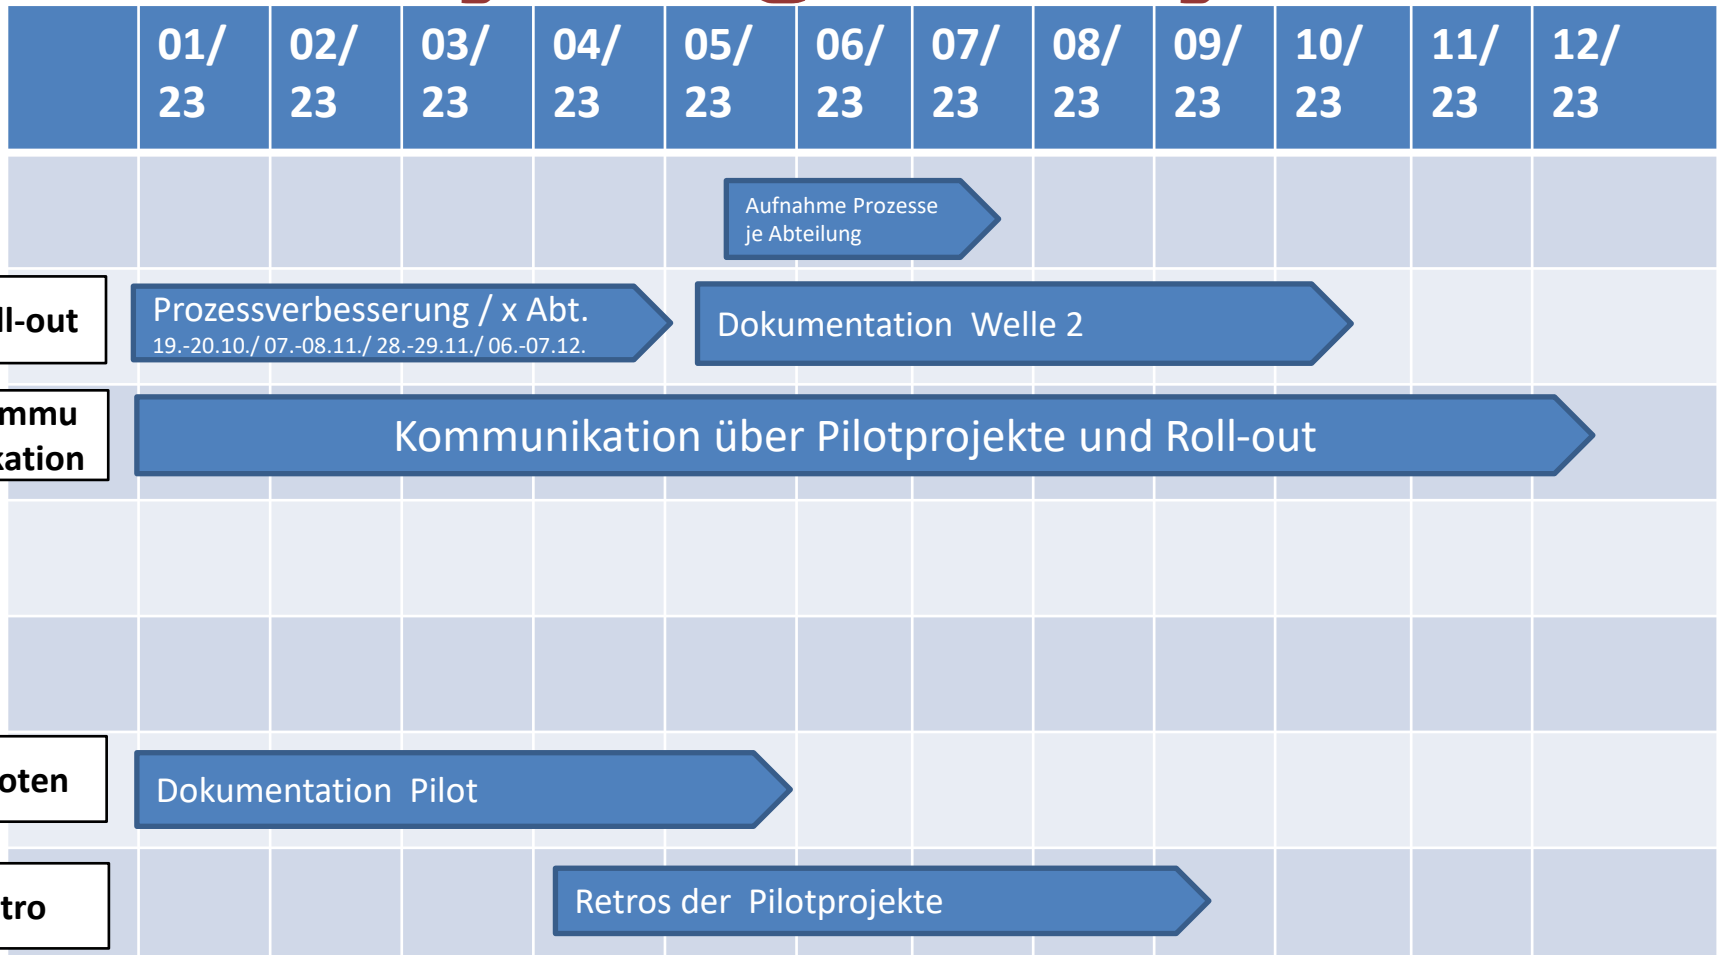 01/ 02/ 03/ 04/ 05/ 06/ 07/ 08/ 09/ 10/ 11/ 12/
23 23 23 23 23 23 23 23 23 23 23 23
Aufnahme Prozesse
je Abteilung
ll-out
Prozessverbesserung / x Abt.
19.-20.10./ 07.-08.11./ 28.-29.11./ 06.-07.12.
Dokumentation Welle 2
mmu
kation
Kommunikation über Pilotprojekte und Roll-out
oten
Dokumentation Pilot
tro
Retros der Pilotprojekte